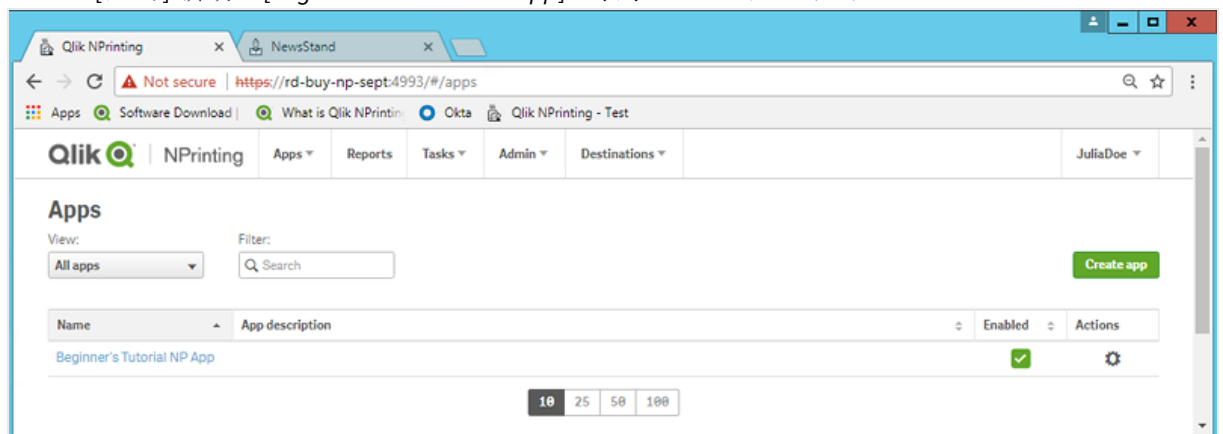 Qlik NPrinting
NewsStand
Not secure | https://rd-buy-np-sept:4993/#/apps
Apps Software Download | What is Qlik NPrintin Okta Qlik NPrinting - Test
Qlik NPrinting Apps Reports Tasks Admin Destinations JuliaDoe
Apps
View: Filter:
All apps Search Create app
Name App description Enabled Actions
Beginner's Tutorial NP App
10 25 50 100